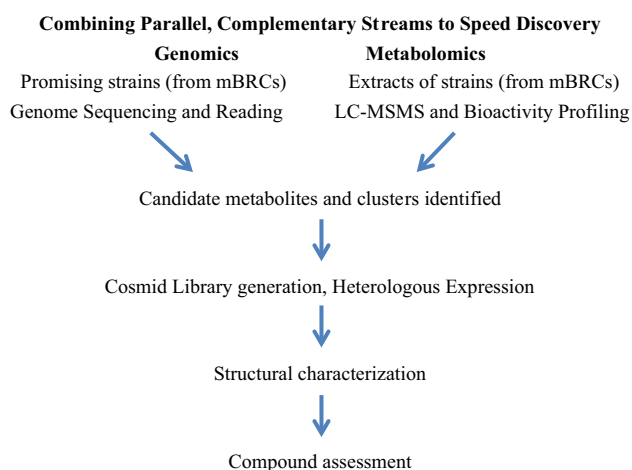 Combining Parallel, Complementary Streams to Speed Discovery
Genomics
Promising strains (from mBRCs)
Genome Sequencing and Reading
Metabolomics
Extracts of strains (from mBRCs)
LC-MSMS and Bioactivity Profiling
Candidate metabolites and clusters identified
Cosmid Library generation, Heterologous Expression
Structural characterization
Compound assessment